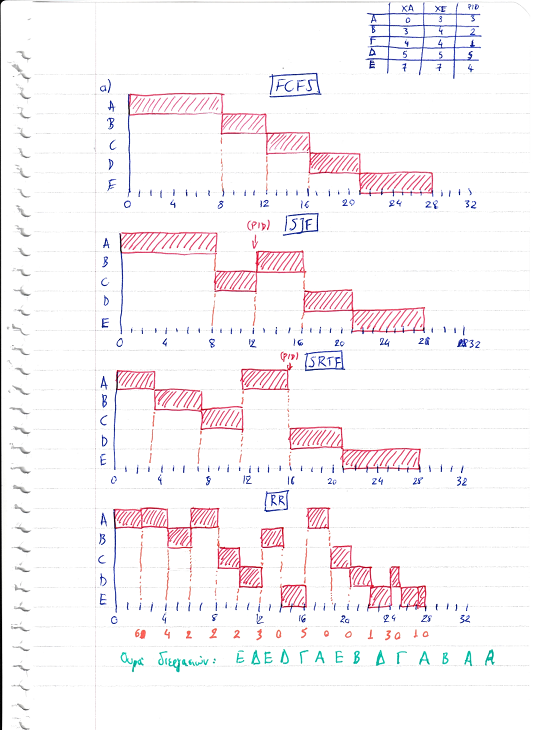 ΧΑ ΧΕ PID
Α 0 8 3
Β 3 4 2
Γ 4 4 1
Δ 5 5 5
Ε 7 7 4
α) FCFS
A
B
C
D
E
0 4 8 12 16 20 24 28 32
(PID) SJF
A
B
C
D
E
0 4 8 12 16 20 24 28 32
(PID) SRTF
A
B
C
D
E
0 4 8 12 16 20 24 28 32
RR
A
B
C
D
E
0 4 8 12 16 20 24 28 32
4 2 2 2 3 0 5 0 0 1 3 0 1 0
Ουρά διεργασιών: Ε Δ Ε Δ Γ Α Ε Β Δ Γ Α Β Α Α